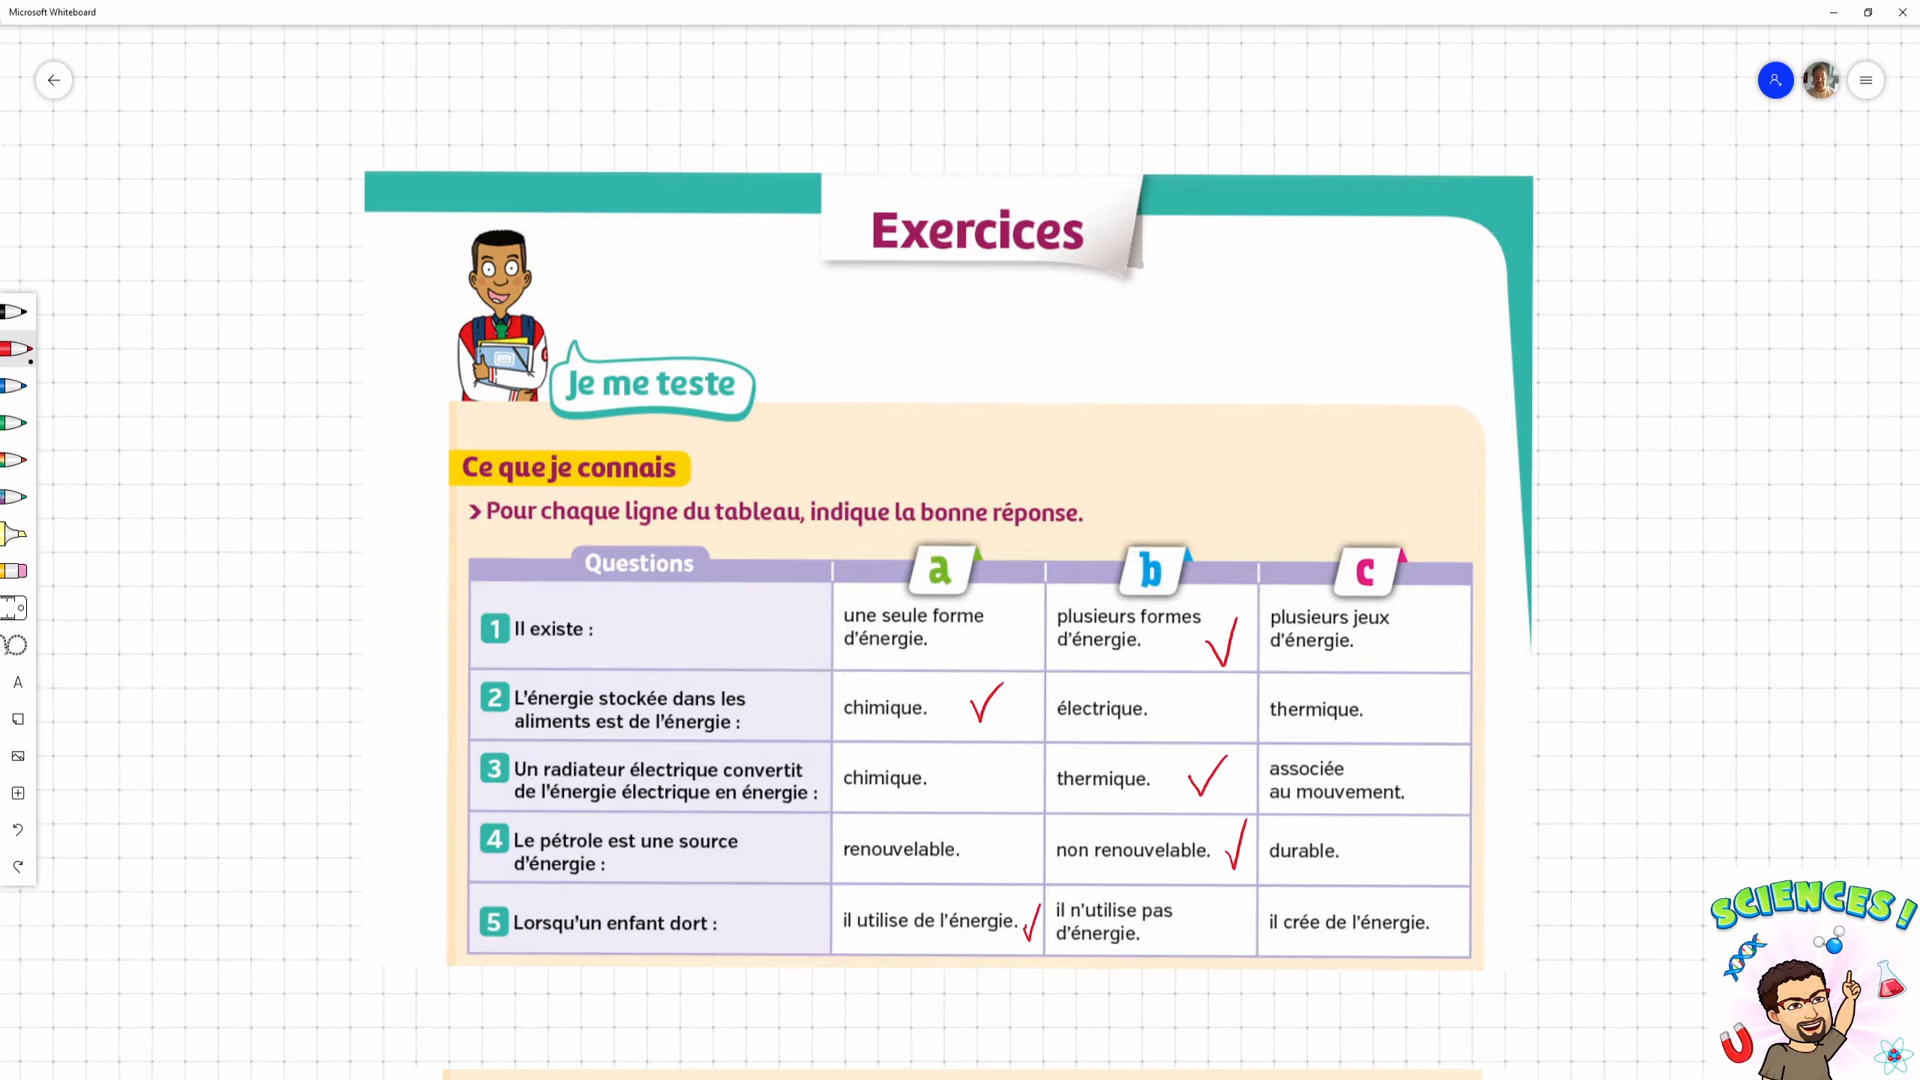 Microsoft Whiteboard
Exercices
Je me teste
Ce que je connais
> Pour chaque ligne du tableau, indique la bonne réponse.
Questions a b c
1 Il existe : une seule forme d'énergie. plusieurs formes d'énergie. plusieurs jeux d'énergie.
2 L'énergie stockée dans les aliments est de l'énergie : chimique. électrique. thermique.
3 Un radiateur électrique convertit de l'énergie électrique en énergie : chimique. thermique. associée au mouvement.
4 Le pétrole est une source d'énergie : renouvelable. non renouvelable. durable.
5 Lorsqu'un enfant dort : il utilise de l'énergie. il n'utilise pas d'énergie. il crée de l'énergie.
SCIENCES !
A